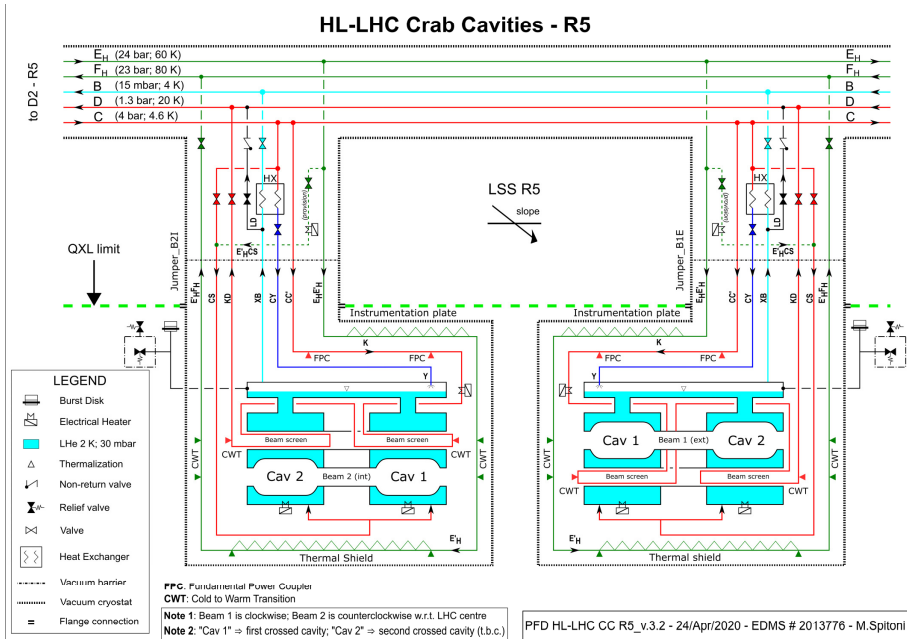 HL-LHC Crab Cavities - R5
to D2 - R5
E_H (24 bar; 60 K) E_H
F_H (23 bar; 80 K) F_H
B (15 mbar; 4 K) B
D (1.3 bar; 20 K) D
C (4 bar; 4.6 K) C
HX
(provision)
LD
E'_HCS
LSS R5
slope
HX
(provision)
LD
E'_HCS
QXL limit
Jumper_B2I
Jumper_B1E
E'_HF_H
CS
KD
XB
CY
CC'
E_HE'_H
E_HE'_H
CC'
CY
XB
KD
CS
E'_HF_H
Instrumentation plate
Instrumentation plate
K
FPC
FPC
Y
K
FPC
FPC
Y
Beam screen
Beam screen
CWT
CWT
CWT
CWT
Cav 2
Beam 2 (int)
Cav 1
E'_H
Thermal Shield
Cav 1
Beam 1 (ext)
Cav 2
Beam screen
Beam screen
CWT
CWT
CWT
CWT
E'_H
Thermal shield
LEGEND
Burst Disk
Electrical Heater
LHe 2 K; 30 mbar
Thermalization
Non-return valve
Relief valve
Valve
Heat Exchanger
Vacuum barrier
Vacuum cryostat
Flange connection
FPC: Fundamental Power Coupler
CWT: Cold to Warm Transition
Note 1: Beam 1 is clockwise; Beam 2 is counterclockwise w.r.t. LHC centre
Note 2: "Cav 1" ⇒ first crossed cavity; "Cav 2" ⇒ second crossed cavity (t.b.c.)
PFD HL-LHC CC R5_v.3.2 - 24/Apr/2020 - EDMS # 2013776 - M.Spitoni